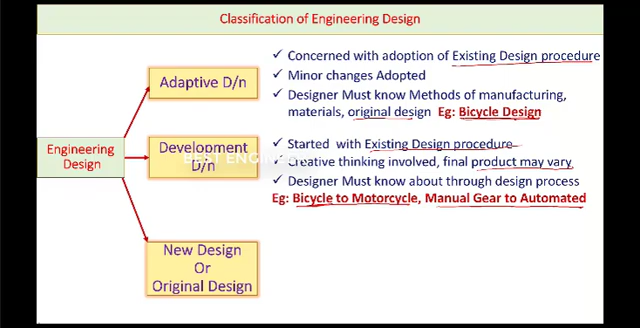 Classification of Engineering Design
Engineering
Design
Adaptive D/n
✓ Concerned with adoption of Existing Design procedure
✓ Minor changes Adopted
✓ Designer Must know Methods of manufacturing,
materials, original design Eg: Bicycle Design
Development
D/n
BEST ENGINE
✓ Started with Existing Design procedure
✓ Creative thinking involved, final product may vary
✓ Designer Must know about through design process
Eg: Bicycle to Motorcycle, Manual Gear to Automated
New Design
Or
Original Design